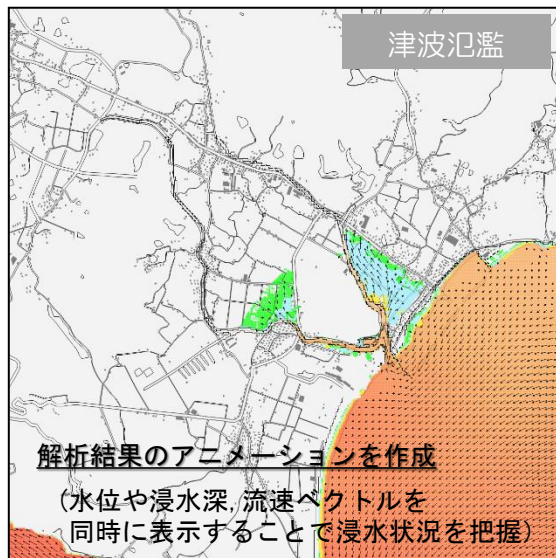 津波氾濫
解析結果のアニメーションを作成
（水位や浸水深,流速ベクトルを
同時に表示することで浸水状況を把握）